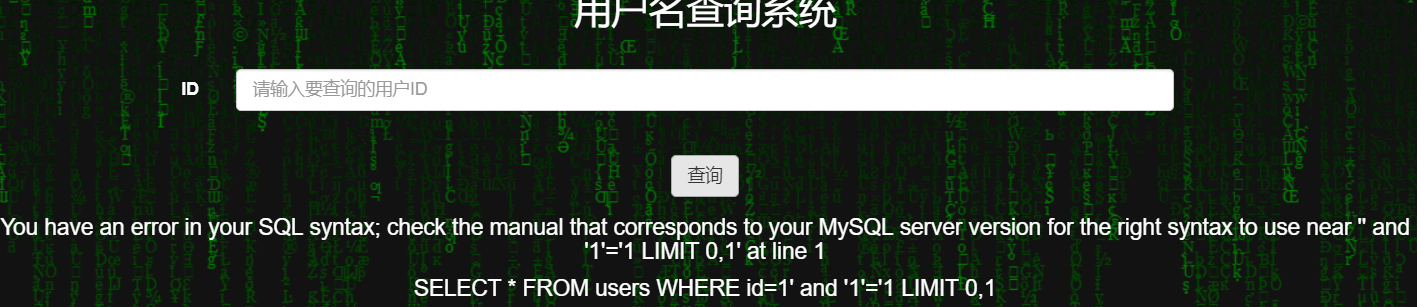 用户名查询系统
ID
请输入要查询的用户ID
查询
You have an error in your SQL syntax; check the manual that corresponds to your MySQL server version for the right syntax to use near '' and
'1'='1 LIMIT 0,1' at line 1
SELECT * FROM users WHERE id=1' and '1'='1 LIMIT 0,1